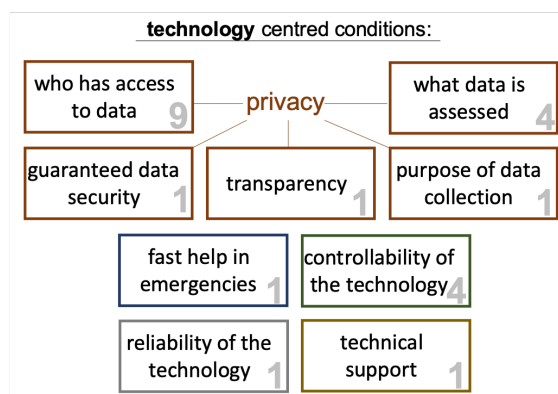 technology centred conditions:
who has access
to data
9
privacy
what data is
assessed
4
guaranteed data
security
1
transparency
1
purpose of data
collection
1
fast help in
emergencies
1
controllability of
the technology
4
reliability of the
technology
1
technical
support
1